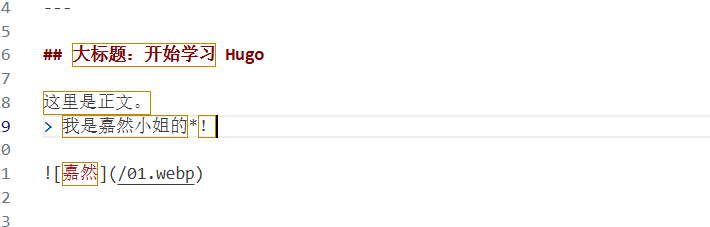 4 ---
5
6 ## 大标题：开始学习 Hugo
7
8 这里是正文。
9 > 我是嘉然小姐的*！
0
1 ![嘉然](/01.webp)
2
3